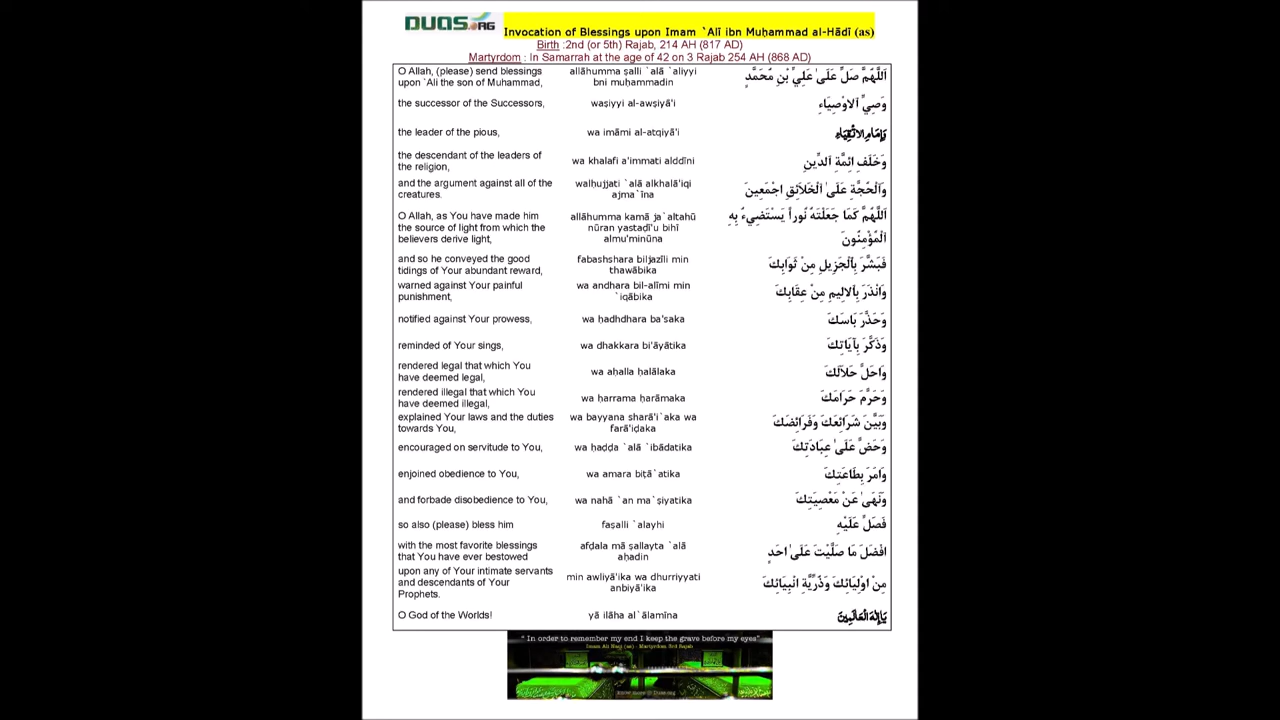 DUAS.ORG
Invocation of Blessings upon Imam `Alī ibn Muḥammad al-Hādī (as)
Birth :2nd (or 5th) Rajab, 214 AH (817 AD)
Martyrdom : In Samarrah at the age of 42 on 3 Rajab 254 AH (868 AD)
O Allah, (please) send blessings
upon `Ali the son of Muhammad,
allāhumma ṣalli `alā `aliyyi
bni muḥammadin
اَللَّهُمَّ صَلِّ عَلَىٰ عَلِيِّ بْنِ مُحَمَّدٍ
the successor of the Successors,
waṣiyyi al-awṣiyā'i
وَصِيِّ ٱلاوْصِيَاءِ
the leader of the pious,
wa imāmi al-atqiyā'i
وَإِمَامِ ٱلاتْقِيَاءِ
the descendant of the leaders of
the religion,
wa khalafi a'immati alddīni
وَخَلَفِ ائِمَّةِ ٱلدِّينِ
and the argument against all of the
creatures.
walḥujjati `alā alkhalā'iqi
ajma`īna
وَٱلْحُجَّةِ عَلَىٰ ٱلْخَلاَئِقِ اجْمَعِينَ
O Allah, as You have made him
the source of light from which the
believers derive light,
allāhumma kamā ja`altahū
nūran yastaḍī'u bihī
almu'minūna
اَللَّهُمَّ كَمَا جَعَلْتَهُ نُوراً يَسْتَضِيءُ بِهِ
ٱلْمُؤْمِنُونَ
and so he conveyed the good
tidings of Your abundant reward,
fabashshara biljazīli min
thawābika
فَبَشَّرَ بِٱلْجَزِيلِ مِنْ ثَوَابِكَ
warned against Your painful
punishment,
wa andhara bil-alīmi min
`iqābika
وَانْذَرَ بِٱلالِيمِ مِنْ عِقَابِكَ
notified against Your prowess,
wa ḥadhdhara ba'saka
وَحَذَّرَ بَاسَكَ
reminded of Your sings,
wa dhakkara bi'āyātika
وَذَكَّرَ بِآيَاتِكَ
rendered legal that which You
have deemed legal,
wa aḥalla ḥalālaka
وَاحَلَّ حَلاَلَكَ
rendered illegal that which You
have deemed illegal,
wa ḥarrama ḥarāmaka
وَحَرَّمَ حَرَامَكَ
explained Your laws and the duties
towards You,
wa bayyana sharā'i`aka wa
farā'iḍaka
وَبَيَّنَ شَرَائِعَكَ وَفَرَائِضَكَ
encouraged on servitude to You,
wa ḥaḍḍa `alā `ibādatika
وَحَضَّ عَلَىٰ عِبَادَتِكَ
enjoined obedience to You,
wa amara biṭā`atika
وَامَرَ بِطَاعَتِكَ
and forbade disobedience to You,
wa nahā `an ma`ṣiyatika
وَنَهَىٰ عَنْ مَعْصِيَتِكَ
so also (please) bless him
faṣalli `alayhi
فَصَلِّ عَلَيْهِ
with the most favorite blessings
that You have ever bestowed
afḍala mā ṣallayta `alā
aḥadin
افْضَلَ مَا صَلَّيْتَ عَلَىٰ احَدٍ
upon any of Your intimate servants
and descendants of Your
Prophets.
min awliyā'ika wa dhurriyyati
anbiyā'ika
مِنْ اوْلِيَائِكَ وَذُرِّيَّةِ انْبِيَائِكَ
O God of the Worlds!
yā ilāha al`ālamīna
يَا إِلٰهَ ٱلْعَالَمِينَ
" In order to remember my end I keep the grave before my eyes"
Imam Ali Naqi (as) - Martyrdom 3rd Rajab
know more @ Duas.org